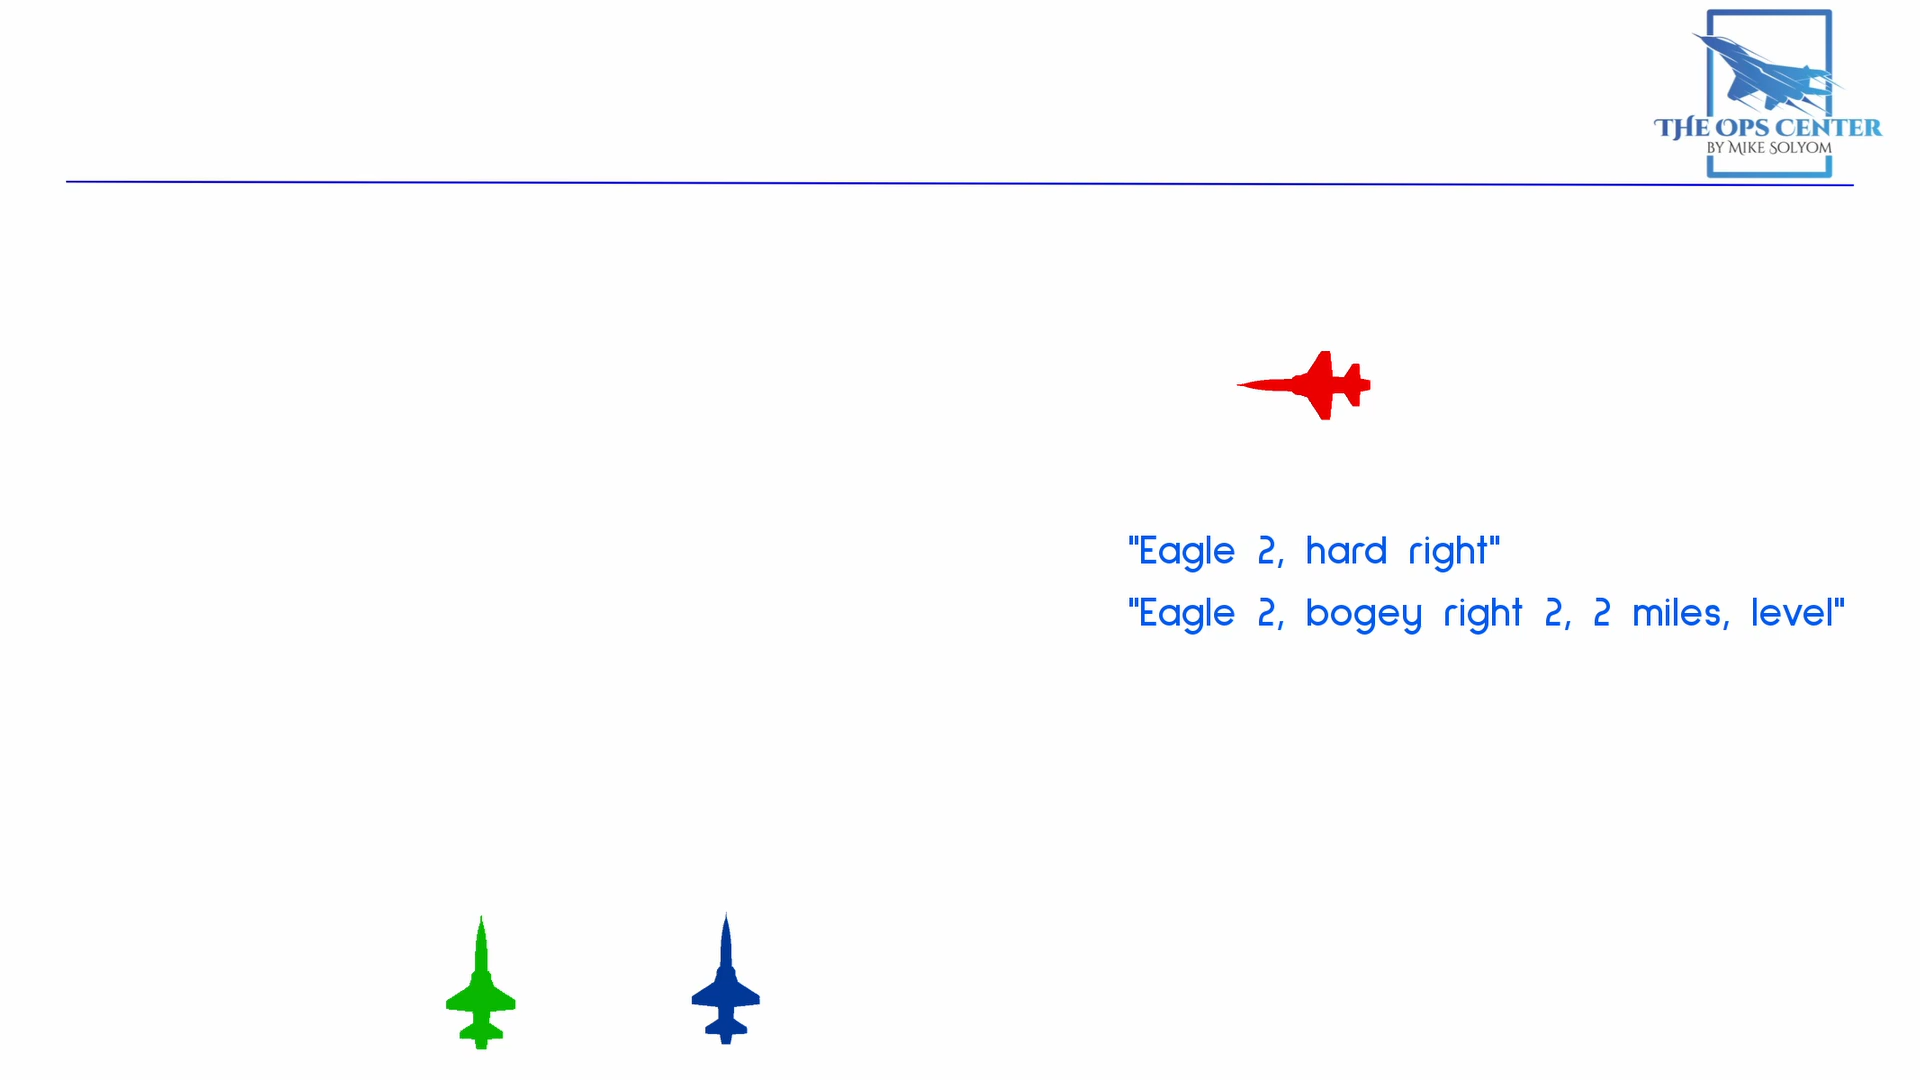 THE OPS CENTER
BY MIKE SOLYOM
"Eagle 2, hard right"
"Eagle 2, bogey right 2, 2 miles, level"